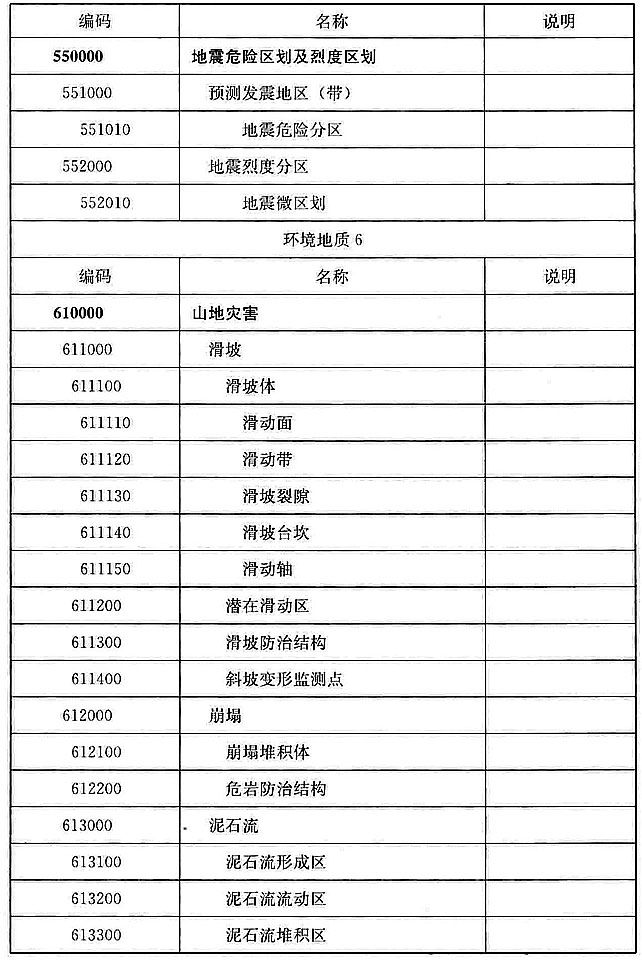 编码 名称 说明
550000 地震危险区划及烈度区划
551000 预测发震地区（带）
551010 地震危险分区
552000 地震烈度分区
552010 地震微区划
环境地质 6
编码 名称 说明
610000 山地灾害
611000 滑坡
611100 滑坡体
611110 滑动面
611120 滑动带
611130 滑坡裂隙
611140 滑坡台坎
611150 滑动轴
611200 潜在滑动区
611300 滑坡防治结构
611400 斜坡变形监测点
612000 崩塌
612100 崩塌堆积体
612200 危岩防治结构
613000 泥石流
613100 泥石流形成区
613200 泥石流流动区
613300 泥石流堆积区